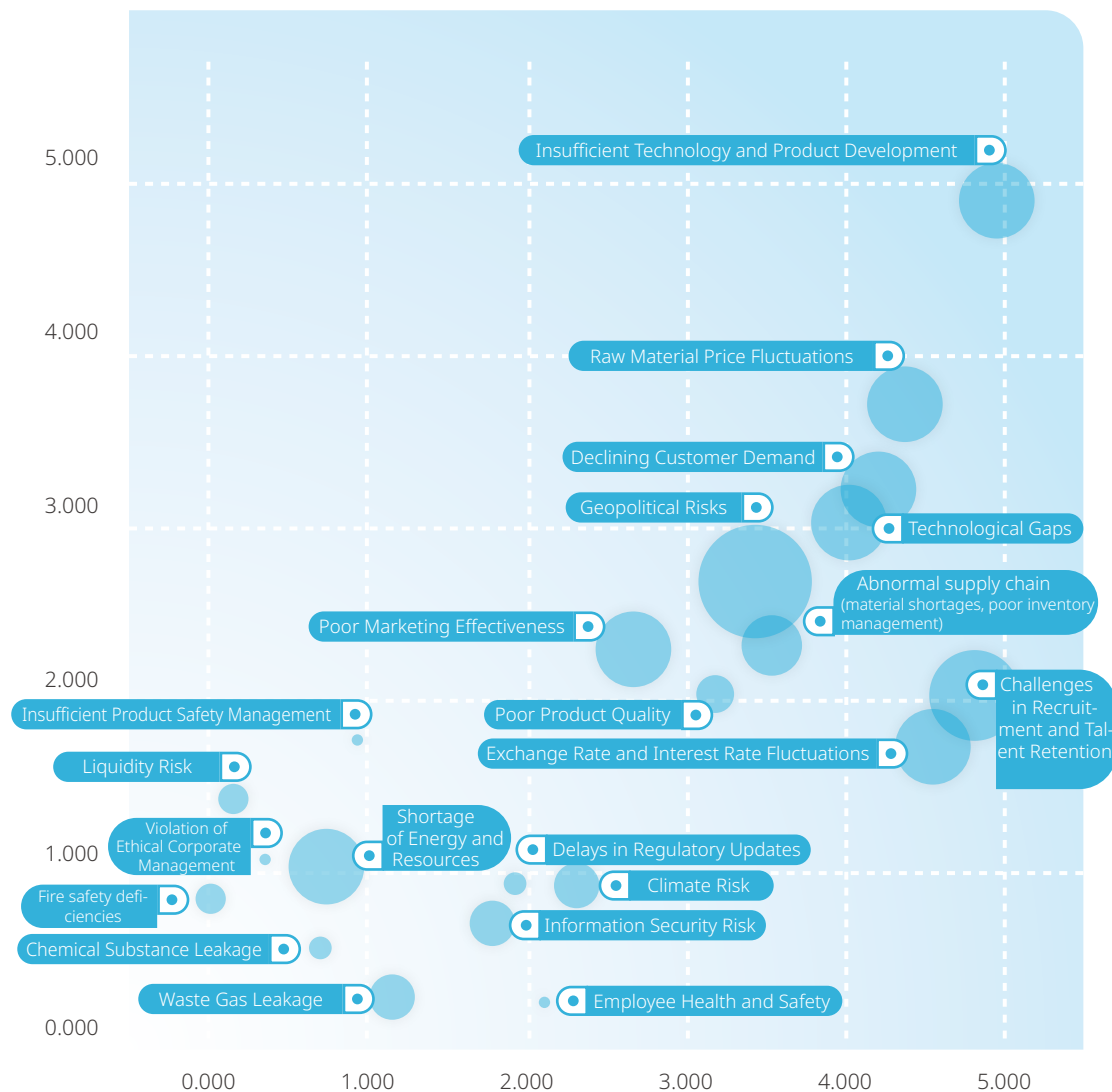 5.000
Insufficient Technology and Product Development
4.000
Raw Material Price Fluctuations
Declining Customer Demand
3.000
Geopolitical Risks
Technological Gaps
Abnormal supply chain
(material shortages, poor inventory
management)
Poor Marketing Effectiveness
2.000
Challenges
in Recruit-
ment and Tal-
ent Retention
Insufficient Product Safety Management
Poor Product Quality
Exchange Rate and Interest Rate Fluctuations
Liquidity Risk
Shortage
of Energy and
Resources
Violation of
Ethical Corporate
Management
1.000
Delays in Regulatory Updates
Climate Risk
Fire safety defi-
ciencies
Information Security Risk
Chemical Substance Leakage
Waste Gas Leakage
Employee Health and Safety
0.000
0.000
1.000
2.000
3.000
4.000
5.000